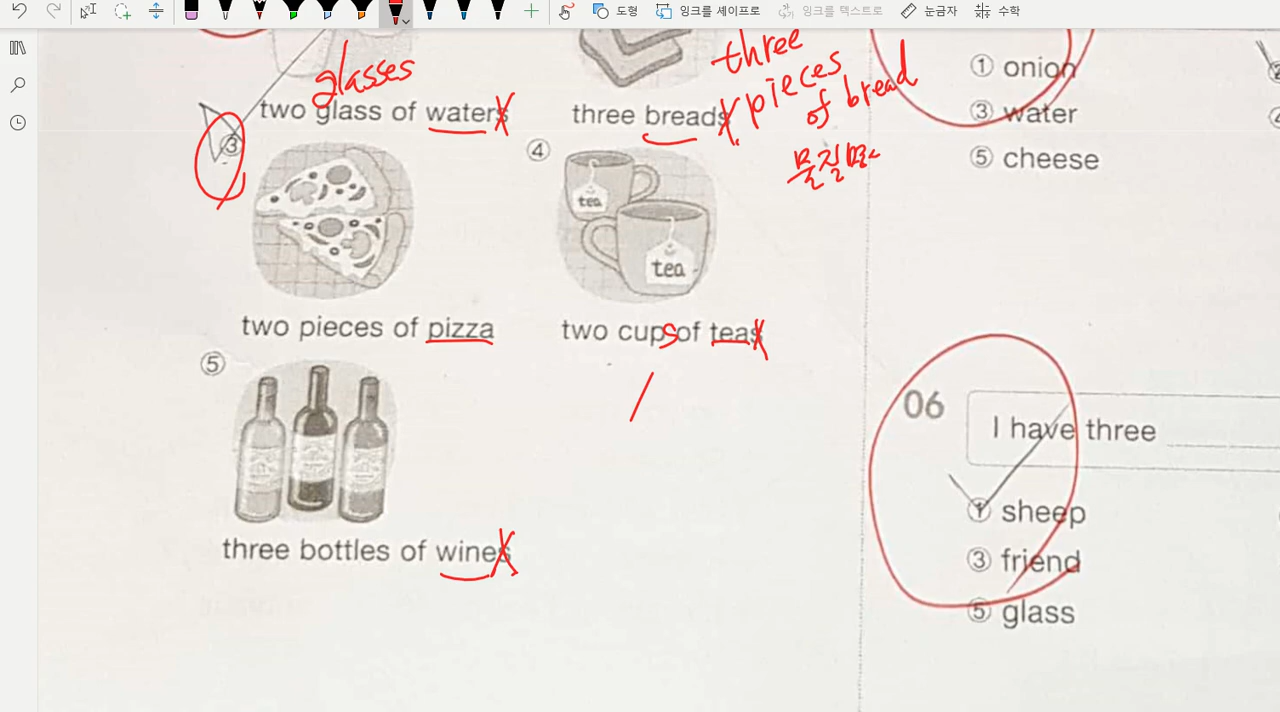 도형
잉크를 셰이프로
잉크를 텍스트로
눈금자
수학
glasses
two glass of waters
three breads
three
pieces
of bread
물질명사
③
④
tea
tea
two pieces of pizza
two cupsof teas
⑤
three bottles of wines
① onion
③ water
⑤ cheese
06
I have three
① sheep
③ friend
⑤ glass